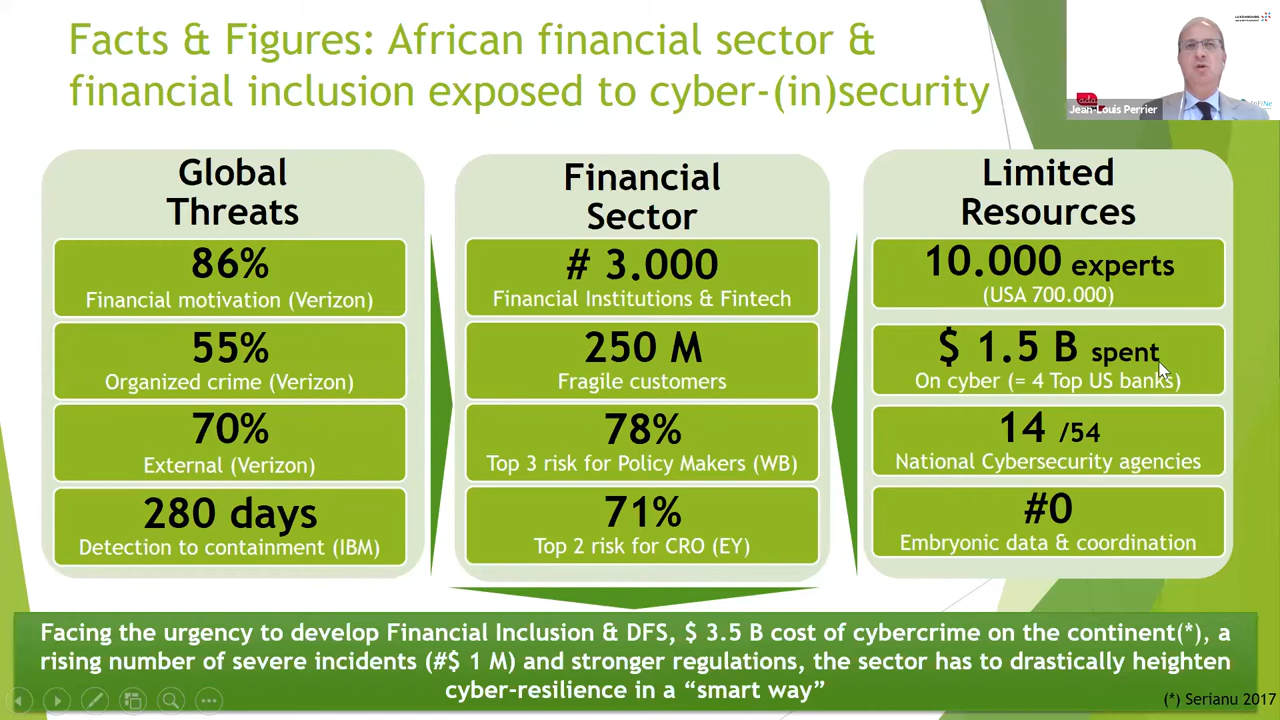 Facts & Figures: African financial sector &
financial inclusion exposed to cyber-(in)security
LUXEMBOURG
ada
Jean-Louis Perrier
InFiNe
Global
Threats
86%
Financial motivation (Verizon)
55%
Organized crime (Verizon)
70%
External (Verizon)
280 days
Detection to containment (IBM)
Financial
Sector
# 3.000
Financial Institutions & Fintech
250 M
Fragile customers
78%
Top 3 risk for Policy Makers (WB)
71%
Top 2 risk for CRO (EY)
Limited
Resources
10.000 experts
(USA 700.000)
$ 1.5 B spent
On cyber (= 4 Top US banks)
14 /54
National Cybersecurity agencies
#0
Embryonic data & coordination
Facing the urgency to develop Financial Inclusion & DFS, $ 3.5 B cost of cybercrime on the continent(*), a
rising number of severe incidents (#$ 1 M) and stronger regulations, the sector has to drastically heighten
cyber-resilience in a “smart way”
(*) Serianu 2017